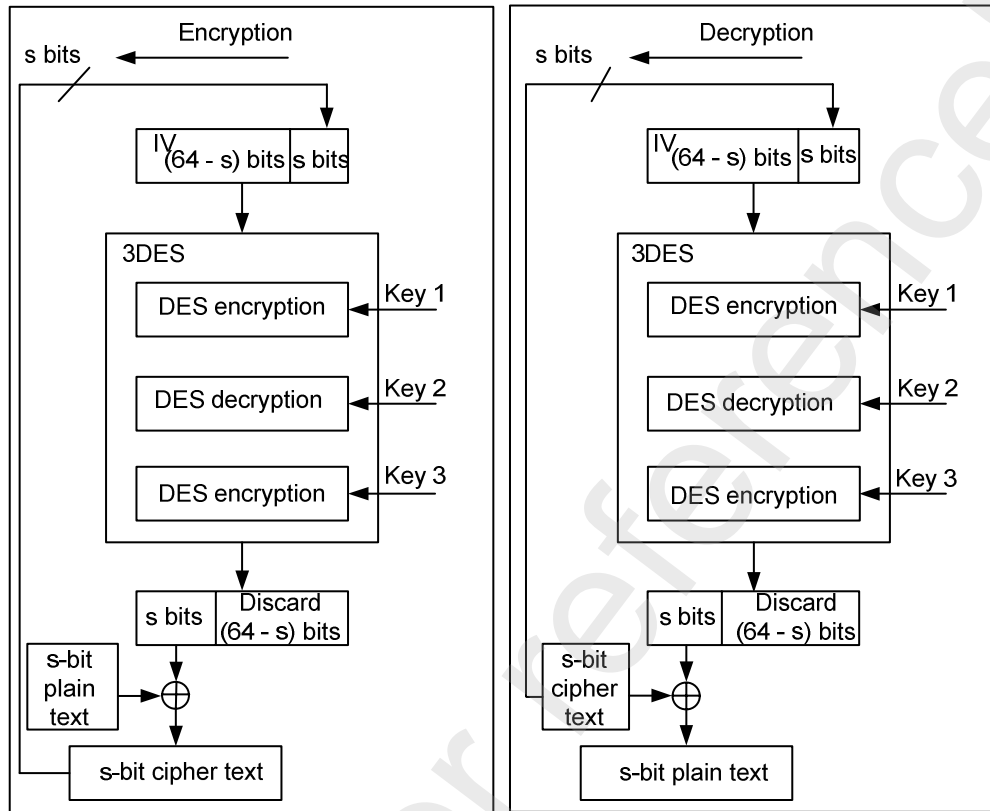 Encryption
s bits
IV
(64 - s) bits
s bits
3DES
DES encryption
Key 1
DES decryption
Key 2
DES encryption
Key 3
s bits
Discard
(64 - s) bits
s-bit
plain
text
s-bit cipher text
Decryption
s bits
IV
(64 - s) bits
s bits
3DES
DES encryption
Key 1
DES decryption
Key 2
DES encryption
Key 3
s bits
Discard
(64 - s) bits
s-bit
cipher
text
s-bit plain text
r reference